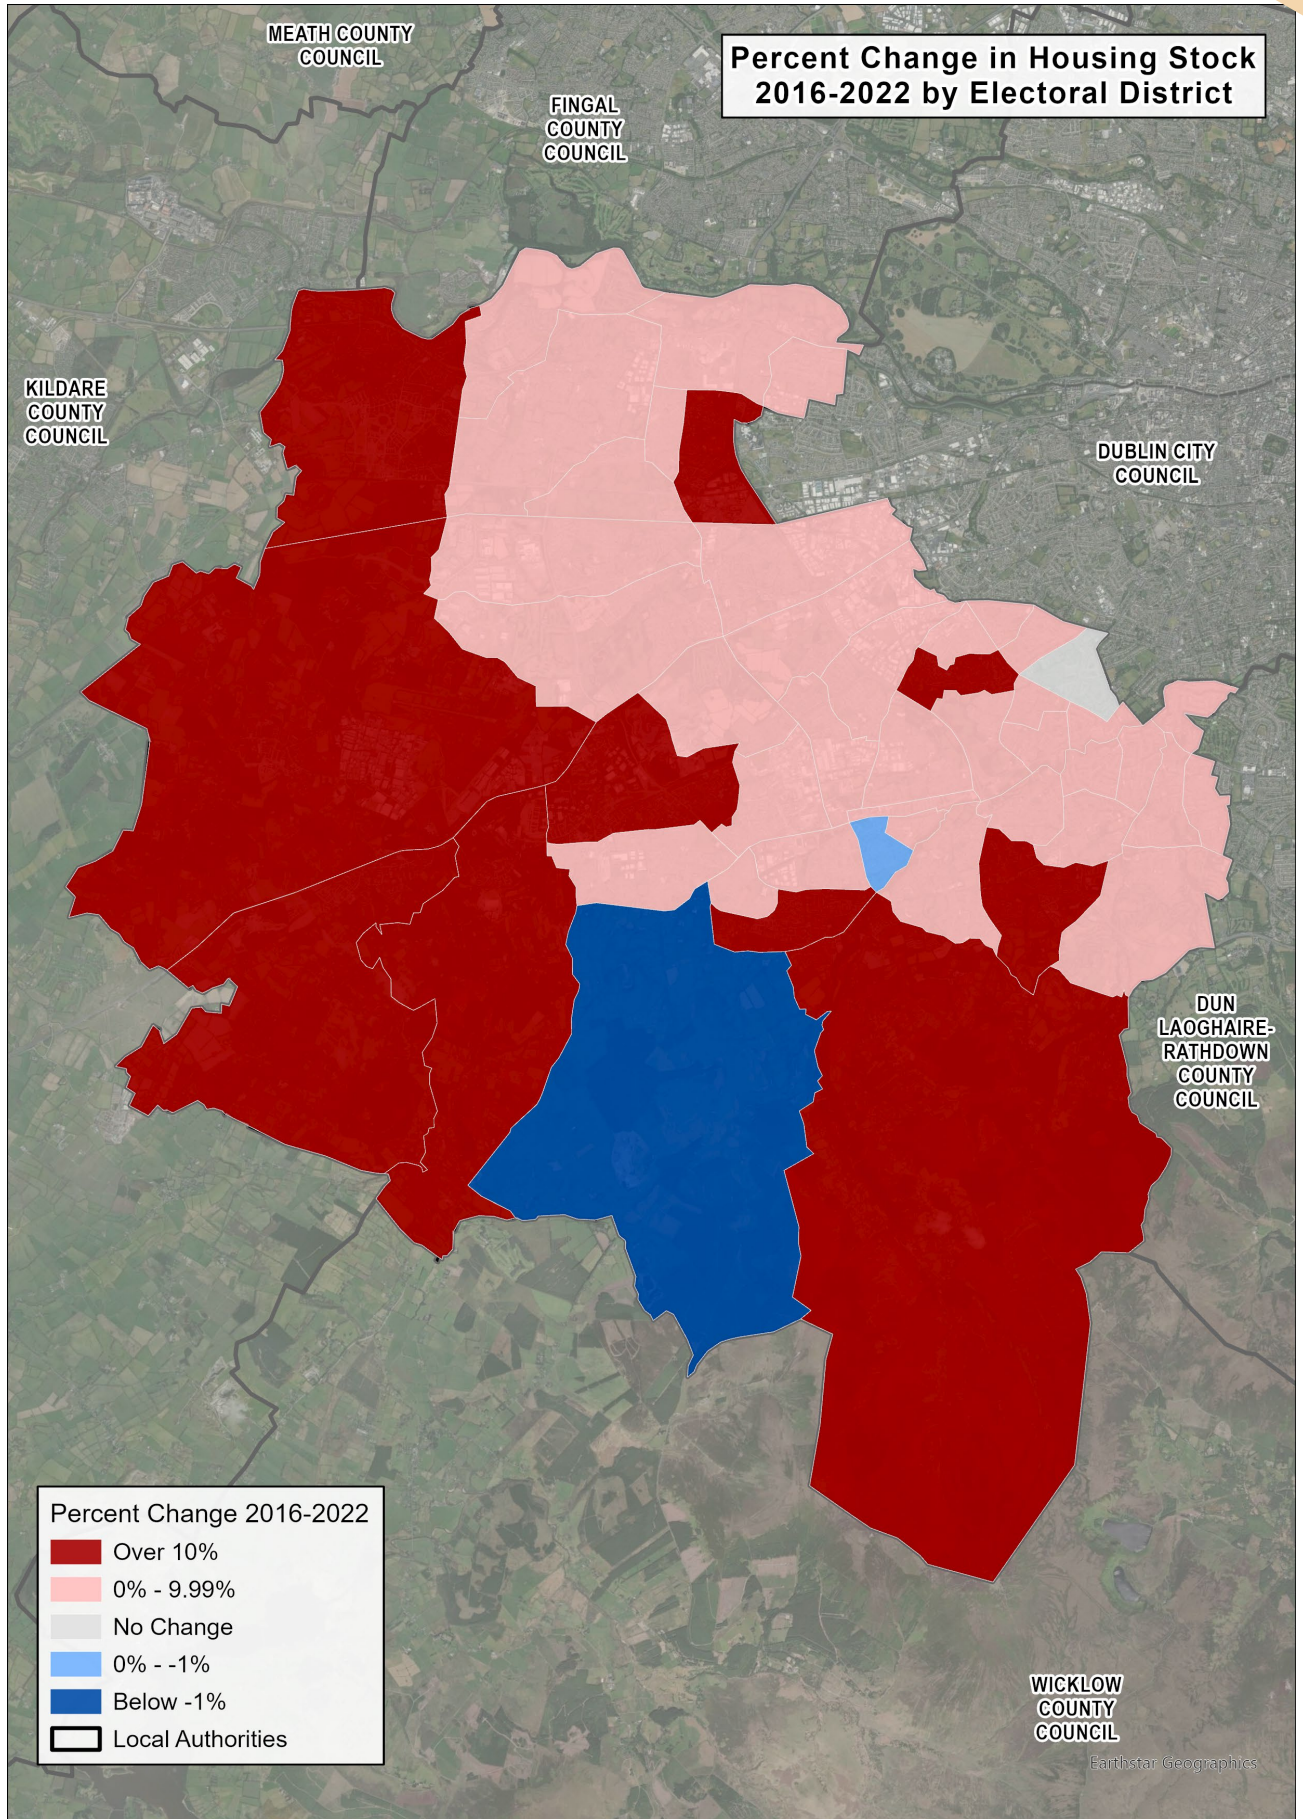 MEATH COUNTY
COUNCIL
Percent Change in Housing Stock
2016-2022 by Electoral District
FINGAL
COUNTY
COUNCIL
KILDARE
COUNTY
COUNCIL
DUBLIN CITY
COUNCIL
DUN
LAOGHAIRE-
RATHDOWN
COUNTY
COUNCIL
Percent Change 2016-2022
Over 10%
0% - 9.99%
No Change
0% - -1%
Below -1%
Local Authorities
WICKLOW
COUNTY
COUNCIL
Earthstar Geographics